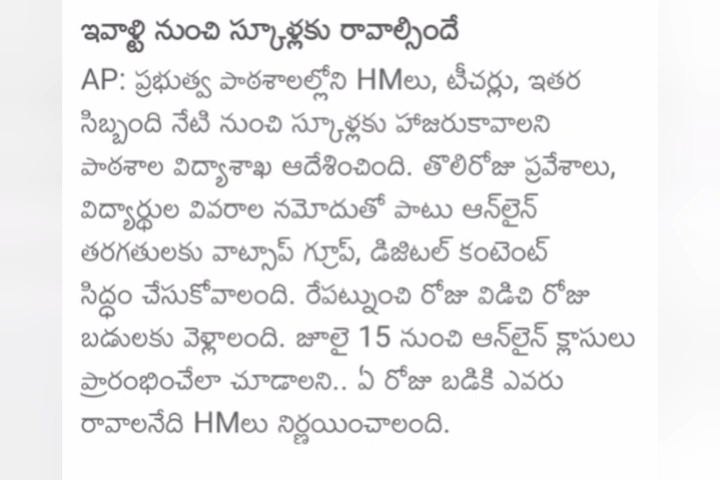 ఇవాళ్టి నుంచి స్కూళ్లకు రావాల్సిందే
AP: ప్రభుత్వ పాఠశాలల్లోని HMలు, టీచర్లు, ఇతర
సిబ్బంది నేటి నుంచి స్కూళ్లకు హాజరుకావాలని
పాఠశాల విద్యాశాఖ ఆదేశించింది. తొలిరోజు ప్రవేశాలు,
విద్యార్థుల వివరాల నమోదుతో పాటు ఆన్‌లైన్
తరగతులకు వాట్సాప్ గ్రూప్, డిజిటల్ కంటెంట్
సిద్ధం చేసుకోవాలంది. రేపట్నుంచి రోజు విడిచి రోజు
బడులకు వెళ్లాలంది. జూలై 15 నుంచి ఆన్‌లైన్ క్లాసులు
ప్రారంభించేలా చూడాలని.. ఏ రోజు బడికి ఎవరు
రావాలనేది HMలు నిర్ణయించాలంది.